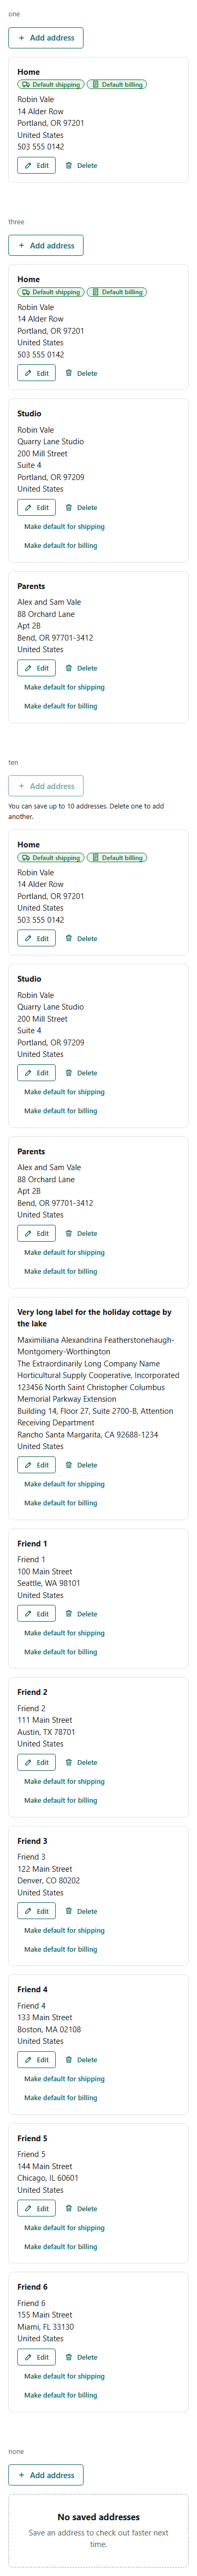 one
+ Add address
Home
Default shipping Default billing
Robin Vale
14 Alder Row
Portland, OR 97201
United States
503 555 0142
Edit Delete
three
+ Add address
Home
Default shipping Default billing
Robin Vale
14 Alder Row
Portland, OR 97201
United States
503 555 0142
Edit Delete
Studio
Robin Vale
Quarry Lane Studio
200 Mill Street
Suite 4
Portland, OR 97209
United States
Edit Delete
Make default for shipping
Make default for billing
Parents
Alex and Sam Vale
88 Orchard Lane
Apt 2B
Bend, OR 97701-3412
United States
Edit Delete
Make default for shipping
Make default for billing
ten
+ Add address
You can save up to 10 addresses. Delete one to add
another.
Home
Default shipping Default billing
Robin Vale
14 Alder Row
Portland, OR 97201
United States
503 555 0142
Edit Delete
Studio
Robin Vale
Quarry Lane Studio
200 Mill Street
Suite 4
Portland, OR 97209
United States
Edit Delete
Make default for shipping
Make default for billing
Parents
Alex and Sam Vale
88 Orchard Lane
Apt 2B
Bend, OR 97701-3412
United States
Edit Delete
Make default for shipping
Make default for billing
Very long label for the holiday cottage by
the lake
Maximiliana Alexandrina Featherstonehaugh-
Montgomery-Worthington
The Extraordinarily Long Company Name
Horticultural Supply Cooperative, Incorporated
123456 North Saint Christopher Columbus
Memorial Parkway Extension
Building 14, Floor 27, Suite 2700-B, Attention
Receiving Department
Rancho Santa Margarita, CA 92688-1234
United States
Edit Delete
Make default for shipping
Make default for billing
Friend 1
Friend 1
100 Main Street
Seattle, WA 98101
United States
Edit Delete
Make default for shipping
Make default for billing
Friend 2
Friend 2
111 Main Street
Austin, TX 78701
United States
Edit Delete
Make default for shipping
Make default for billing
Friend 3
Friend 3
122 Main Street
Denver, CO 80202
United States
Edit Delete
Make default for shipping
Make default for billing
Friend 4
Friend 4
133 Main Street
Boston, MA 02108
United States
Edit Delete
Make default for shipping
Make default for billing
Friend 5
Friend 5
144 Main Street
Chicago, IL 60601
United States
Edit Delete
Make default for shipping
Make default for billing
Friend 6
Friend 6
155 Main Street
Miami, FL 33130
United States
Edit Delete
Make default for shipping
Make default for billing
none
+ Add address
No saved addresses
Save an address to check out faster next
time.